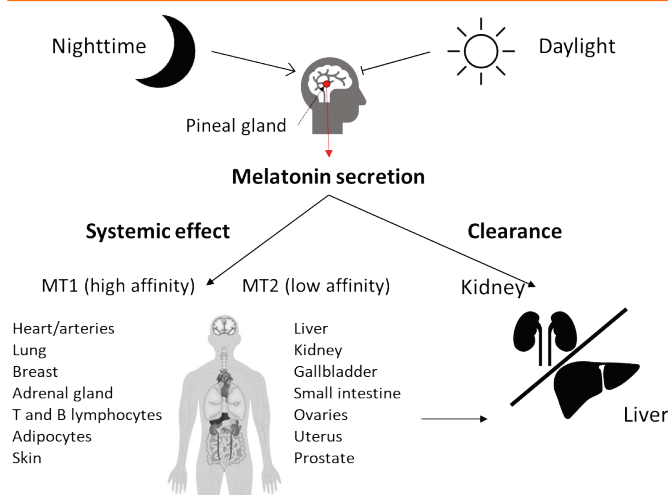 Nighttime
Daylight
Pineal gland
Melatonin secretion
Systemic effect
Clearance
MT1 (high affinity)
MT2 (low affinity)
Kidney
Heart/arteries
Lung
Breast
Adrenal gland
T and B lymphocytes
Adipocytes
Skin
Liver
Kidney
Gallbladder
Small intestine
Ovaries
Uterus
Prostate
Liver